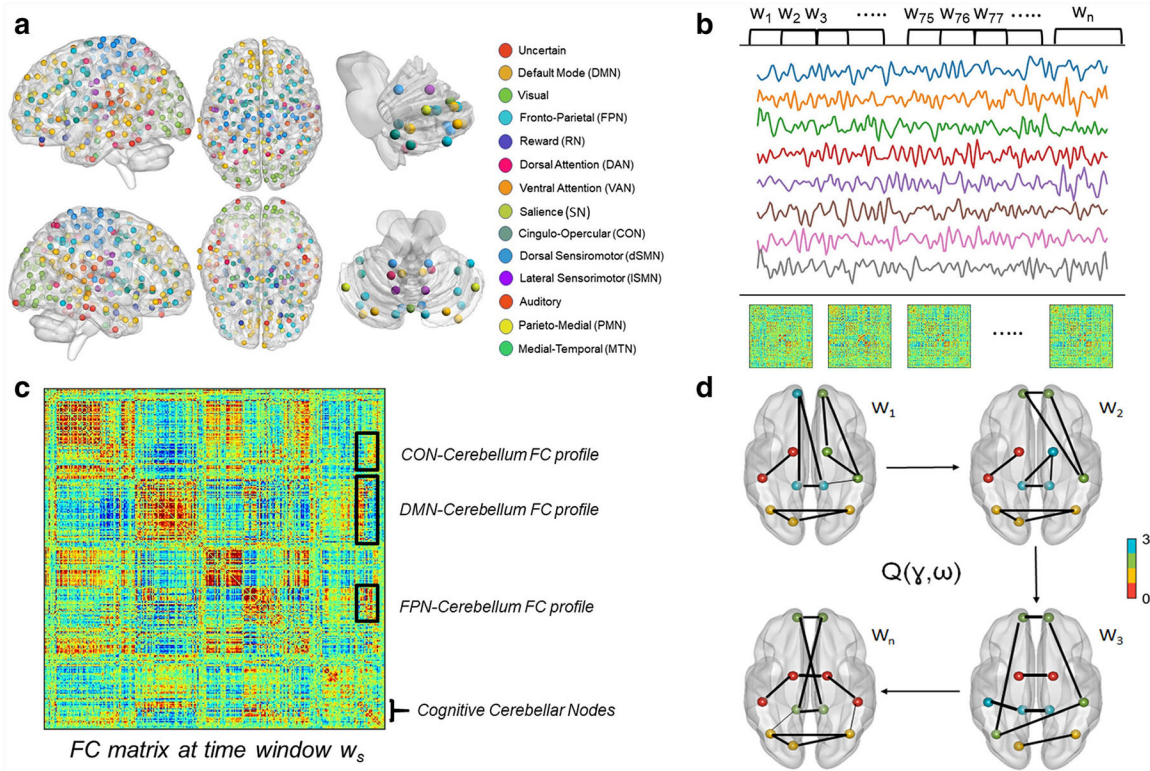 a
Uncertain
Default Mode (DMN)
Visual
Fronto-Parietal (FPN)
Reward (RN)
Dorsal Attention (DAN)
Ventral Attention (VAN)
Salience (SN)
Cingulo-Opercular (CON)
Dorsal Sensiromotor (dSMN)
Lateral Sensorimotor (lSMN)
Auditory
Parieto-Medial (PMN)
Medial-Temporal (MTN)
b
W1 W2 W3 ..... W75 W76 W77 ..... Wn
.....
c
CON-Cerebellum FC profile
DMN-Cerebellum FC profile
FPN-Cerebellum FC profile
Cognitive Cerebellar Nodes
FC matrix at time window ws
d
W1
W2
Q(γ,ω)
3
0
Wn
W3